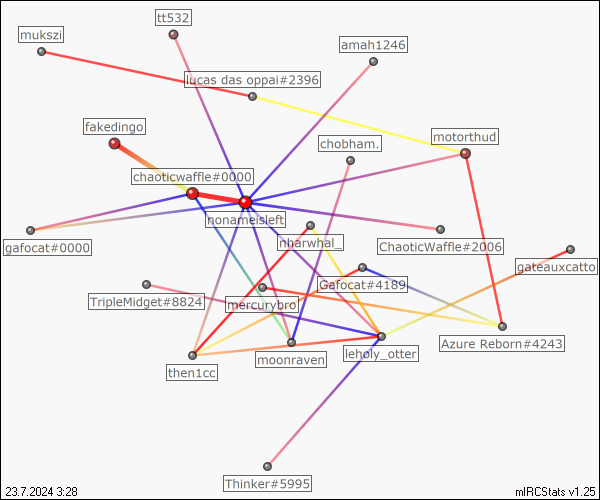 tt532
mukszi
amah1246
lucas das oppai#2396
fakedingo
chobham.
motorthud
chaoticwaffle#0000
nonameisleft
gafocat#0000
nharwhal_
ChaoticWaffle#2006
gateauxcatto
Gafocat#4189
TripleMidget#8824
mercurybro
Azure Reborn#4243
leholy_otter
moonraven
then1cc
Thinker#5995
23.7.2024 3:28
mIRCStats v1.25